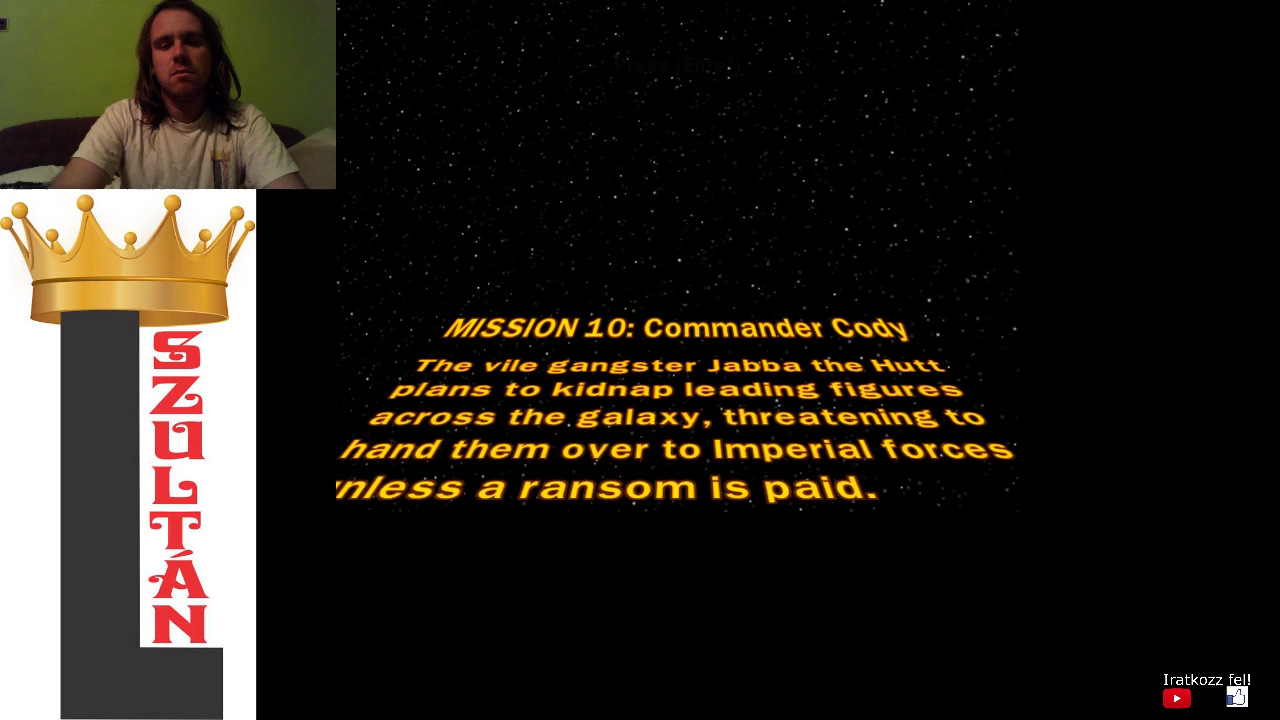 MISSION 10: Commander Cody
The vile gangster Jabba the Hutt
plans to kidnap leading figures
across the galaxy, threatening to
hand them over to Imperial forces
nless a ransom is paid.
L
SZULTÁN
Iratkozz fel!